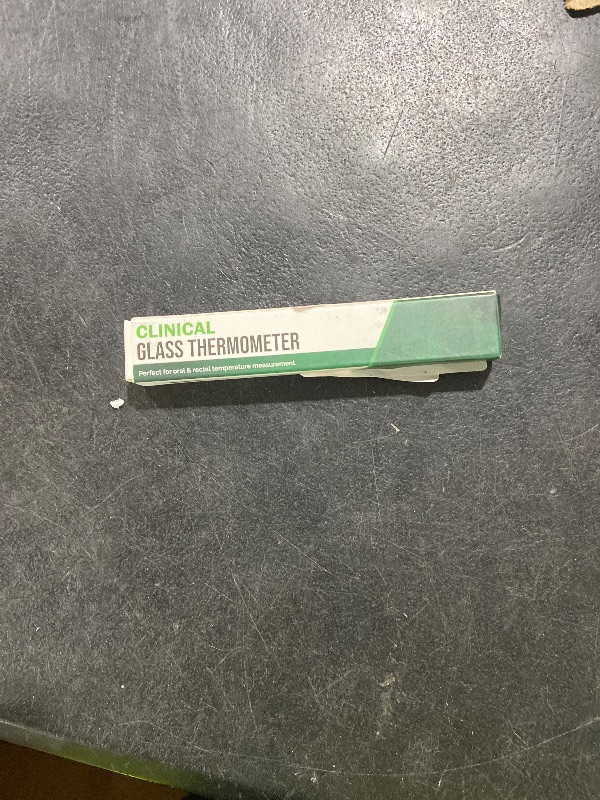 CLINICAL
GLASS THERMOMETER
Perfect for oral & rectal temperature measurement.